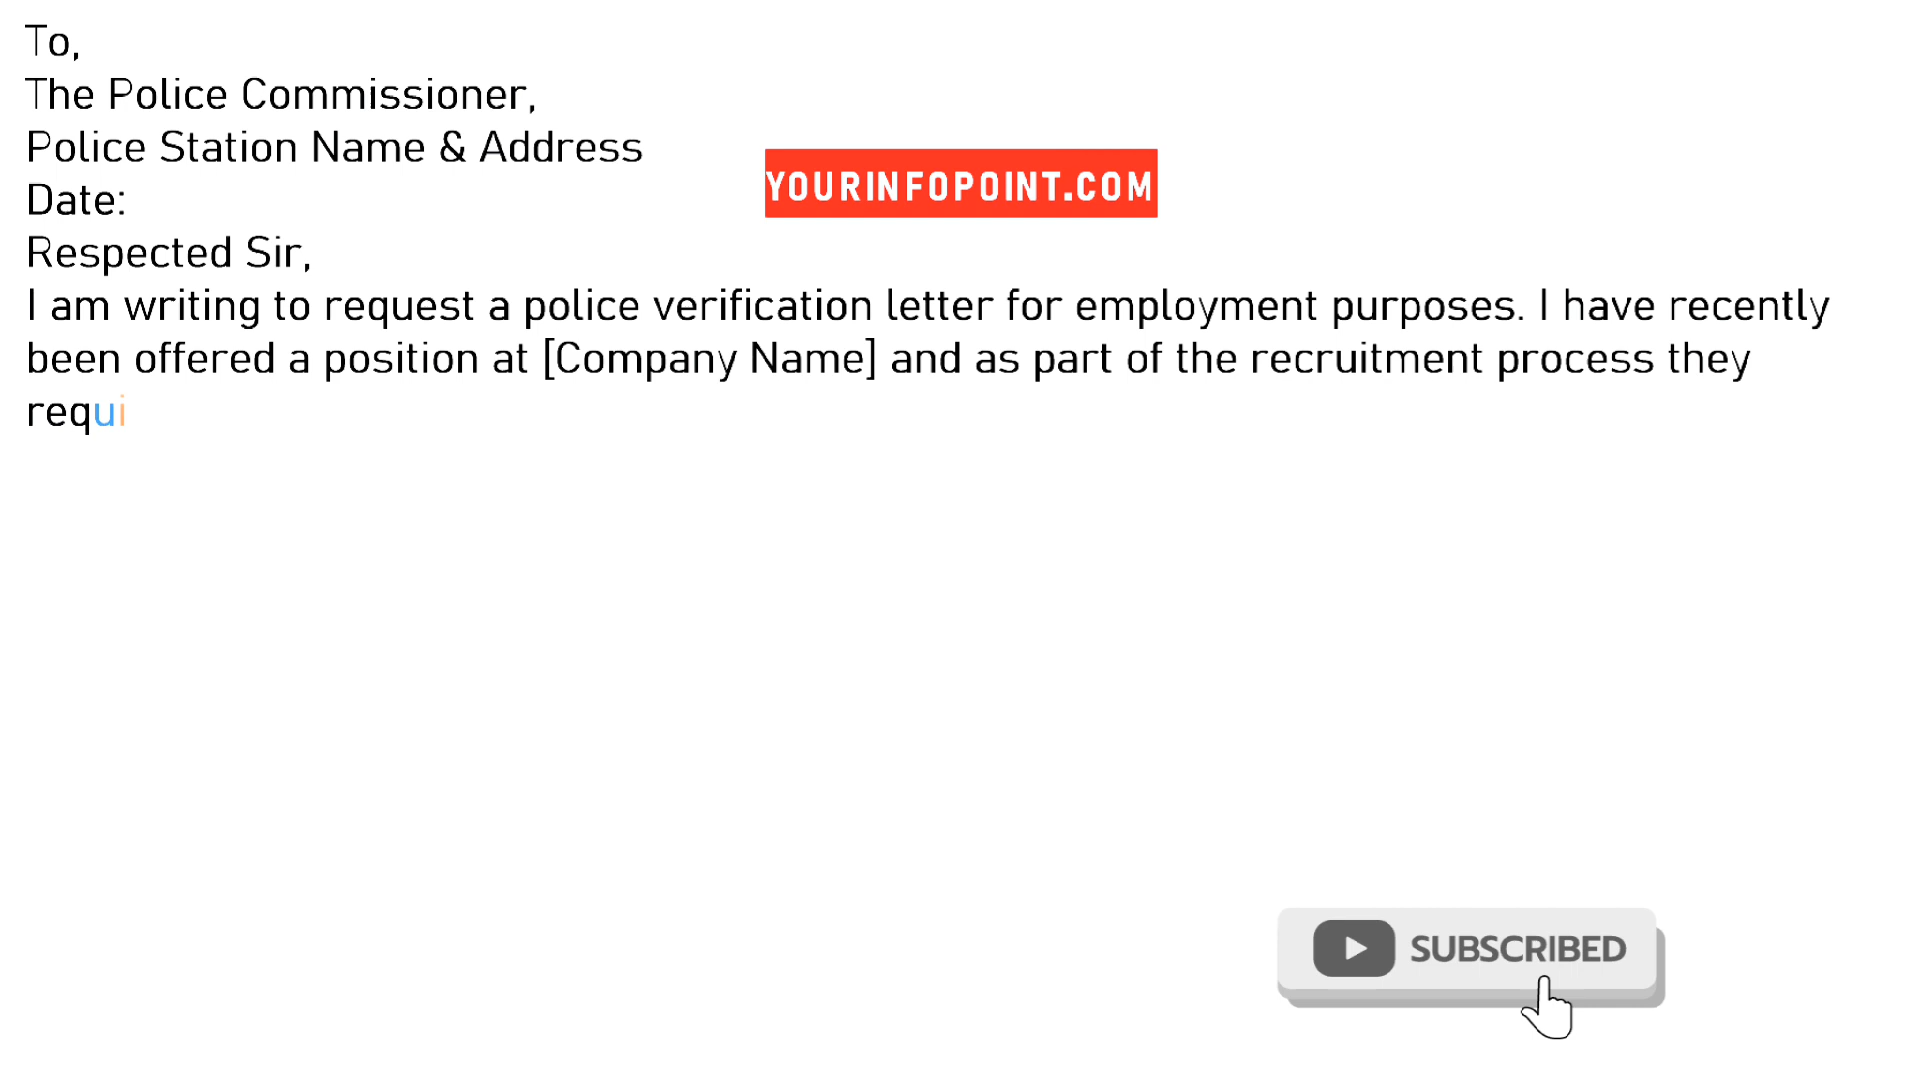 To,
The Police Commissioner,
Police Station Name & Address
YOURINFOPOINT.COM
Date:
Respected Sir,
I am writing to request a police verification letter for employment purposes. I have recently
been offered a position at [Company Name] and as part of the recruitment process they
requi
SUBSCRIBED